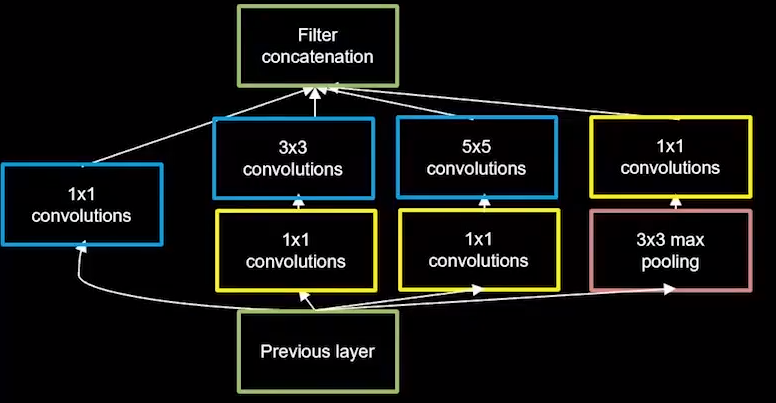 Filter
concatenation
3x3
convolutions
5x5
convolutions
1x1
convolutions
1x1
convolutions
1x1
convolutions
1x1
convolutions
3x3 max
pooling
Previous layer